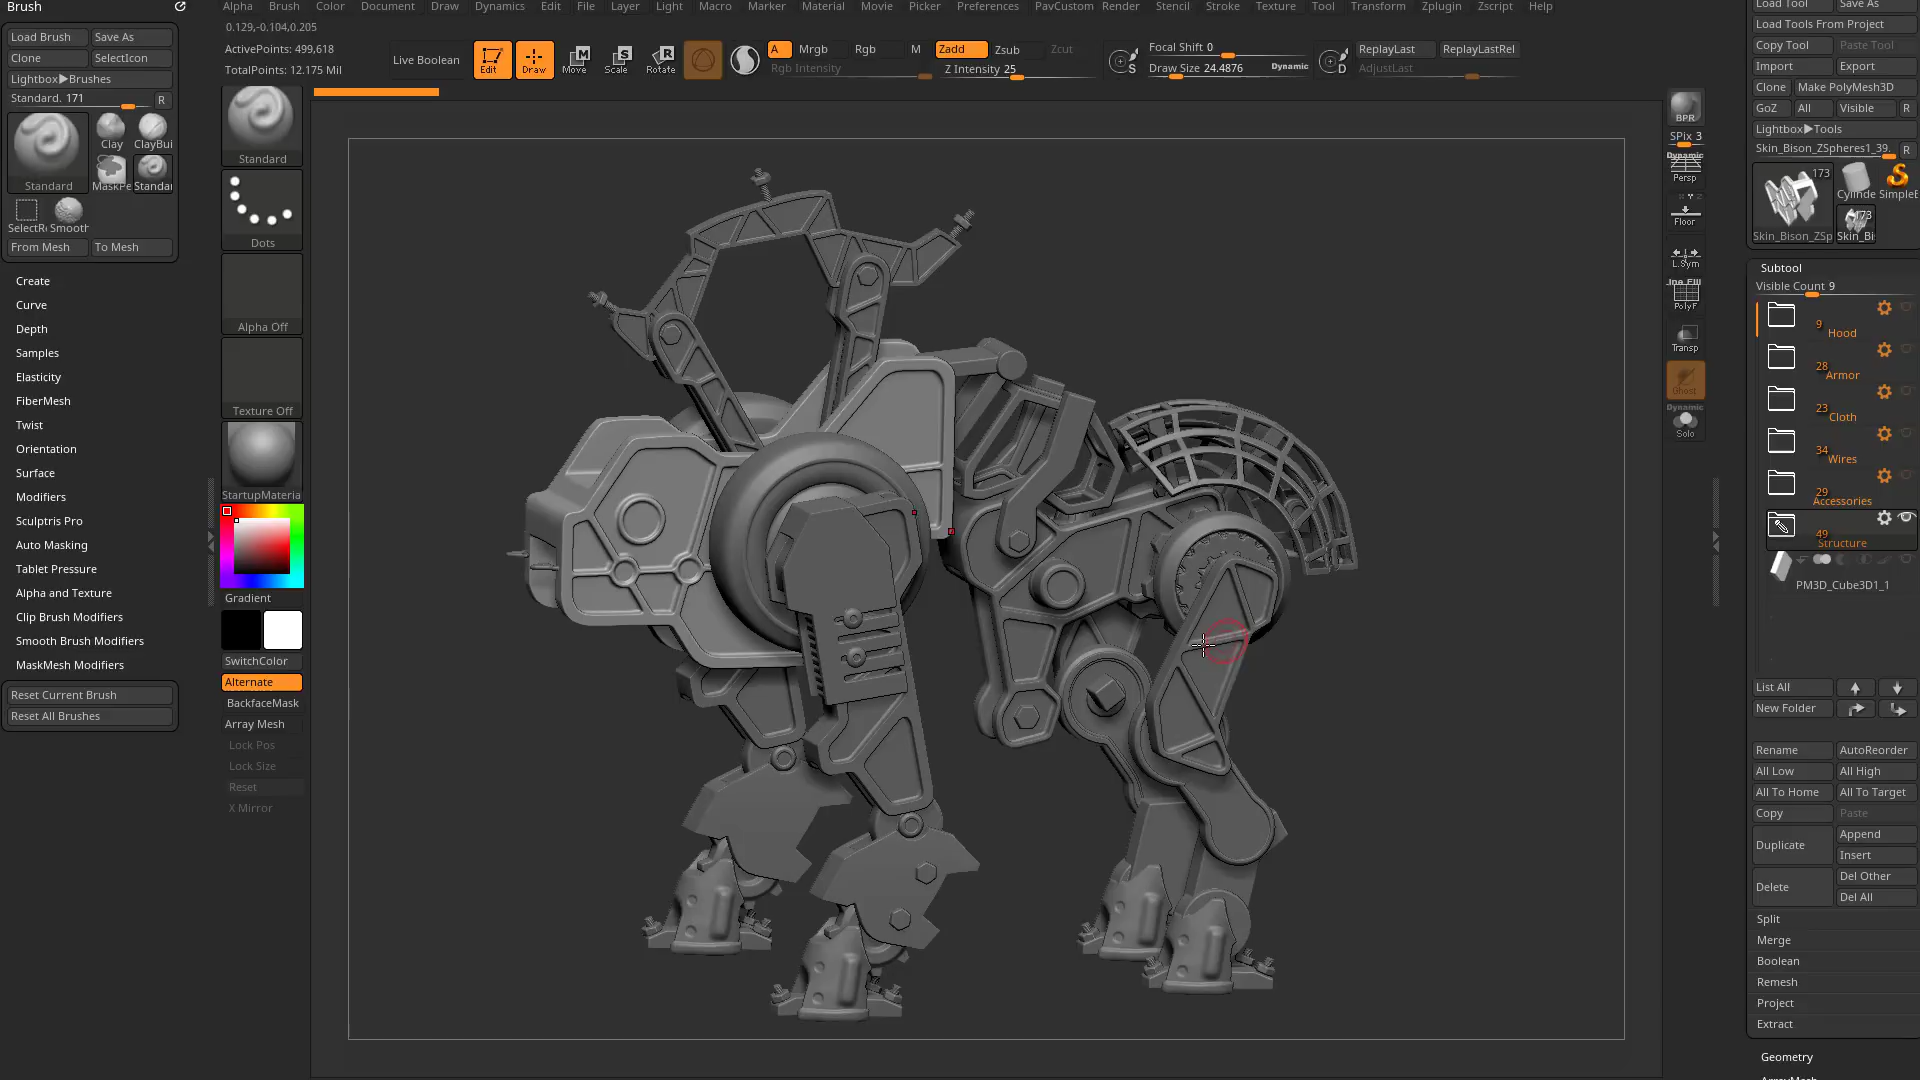 Brush
Alpha Brush Color Document Draw Dynamics Edit File Layer Light Macro Marker Material Movie Picker Preferences PavCustom Render Stencil Stroke Texture Tool Transform Zplugin Zscript Help
Load Tool Save As
0.129,-0.104,0.205
Load Tools From Project
Load Brush Save As
ActivePoints: 499,618
TotalPoints: 12.175 Mil
Live Boolean
Edit Draw Move Scale Rotate
A Mrgb Rgb M
Rgb Intensity
Zadd Zsub Zcut
Z Intensity 25
S
Focal Shift 0
Draw Size 24.4876 Dynamic
D
ReplayLast ReplayLastRel
AdjustLast
Copy Tool Paste Tool
Clone SelectIcon
Import Export
Lightbox▶Brushes
Clone Make PolyMesh3D
Standard. 171 R
GoZ All Visible R
Lightbox▶Tools
Skin_Bison_ZSpheres1_39. R
Clay ClayBui
Standard MaskPe Standar
SelectR Smooth
From Mesh To Mesh
Create
Curve
Depth
Samples
Elasticity
FiberMesh
Twist
Orientation
Surface
Modifiers
Sculptris Pro
Auto Masking
Tablet Pressure
Alpha and Texture
Clip Brush Modifiers
Smooth Brush Modifiers
MaskMesh Modifiers
Reset Current Brush
Reset All Brushes
Standard
Dots
Alpha Off
Texture Off
StartupMateria
Gradient
SwitchColor
Alternate
BackfaceMask
Array Mesh
Lock Pos
Lock Size
Reset
X Mirror
BPR
SPix 3
Dynamic
Persp
Floor
L.Sym
Line Fill
PolyF
Transp
Ghost
Dynamic
Solo
173
Cylinde SimpleB
173
Skin_Bison_ZSp Skin_Bi
Subtool
Visible Count 9
9 Hood
28 Armor
23 Cloth
34 Wires
29 Accessories
49 Structure
PM3D_Cube3D1_1
List All
New Folder
Rename AutoReorder
All Low All High
All To Home All To Target
Copy Paste
Duplicate Append
Insert
Delete Del Other
Del All
Split
Merge
Boolean
Remesh
Project
Extract
Geometry
ArrayMesh